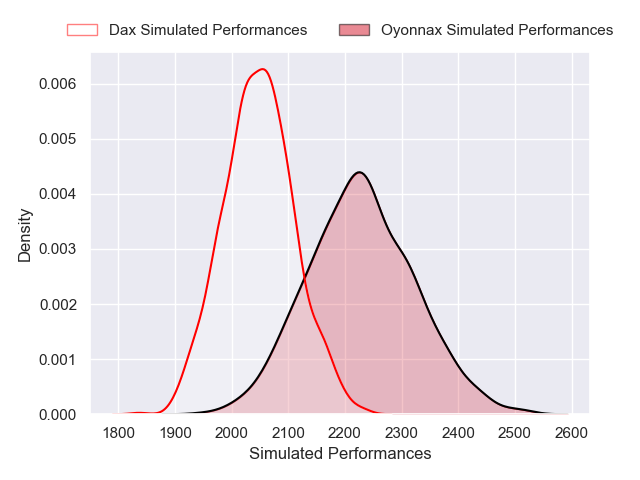 Dax Simulated Performances
Oyonnax Simulated Performances
Density
0.006
0.005
0.004
0.003
0.002
0.001
0.000
1800 1900 2000 2100 2200 2300 2400 2500 2600
Simulated Performances